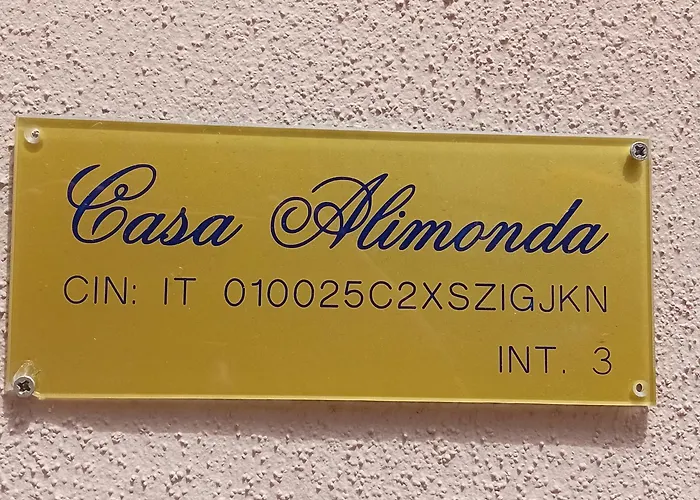 Casa Alimonda
CIN: IT 010025C2XSZIGJKN
INT. 3